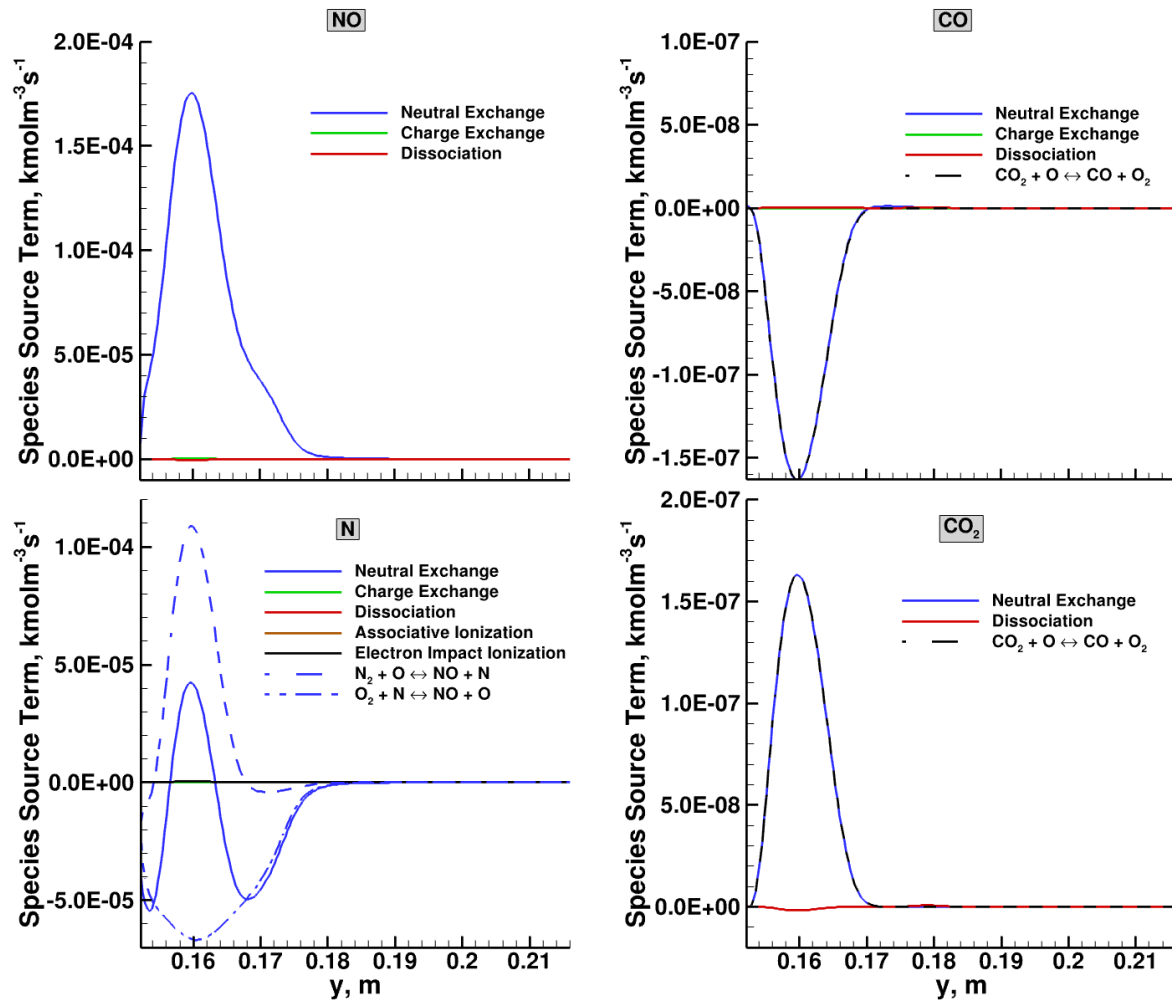 NO
2.0E-04
1.5E-04
1.0E-04
5.0E-05
0.0E+00
Species Source Term, kmolm⁻³s⁻¹
Neutral Exchange
Charge Exchange
Dissociation
CO
1.0E-07
5.0E-08
0.0E+00
-5.0E-08
-1.0E-07
-1.5E-07
Species Source Term, kmolm⁻³s⁻¹
Neutral Exchange
Charge Exchange
Dissociation
CO₂ + O ↔ CO + O₂
N
1.0E-04
5.0E-05
0.0E+00
-5.0E-05
Species Source Term, kmolm⁻³s⁻¹
Neutral Exchange
Charge Exchange
Dissociation
Associative Ionization
Electron Impact Ionization
N₂ + O ↔ NO + N
O₂ + N ↔ NO + O
0.16 0.17 0.18 0.19 0.2 0.21
y, m
CO₂
2.0E-07
1.5E-07
1.0E-07
5.0E-08
0.0E+00
Species Source Term, kmolm⁻³s⁻¹
Neutral Exchange
Dissociation
CO₂ + O ↔ CO + O₂
0.16 0.17 0.18 0.19 0.2 0.21
y, m